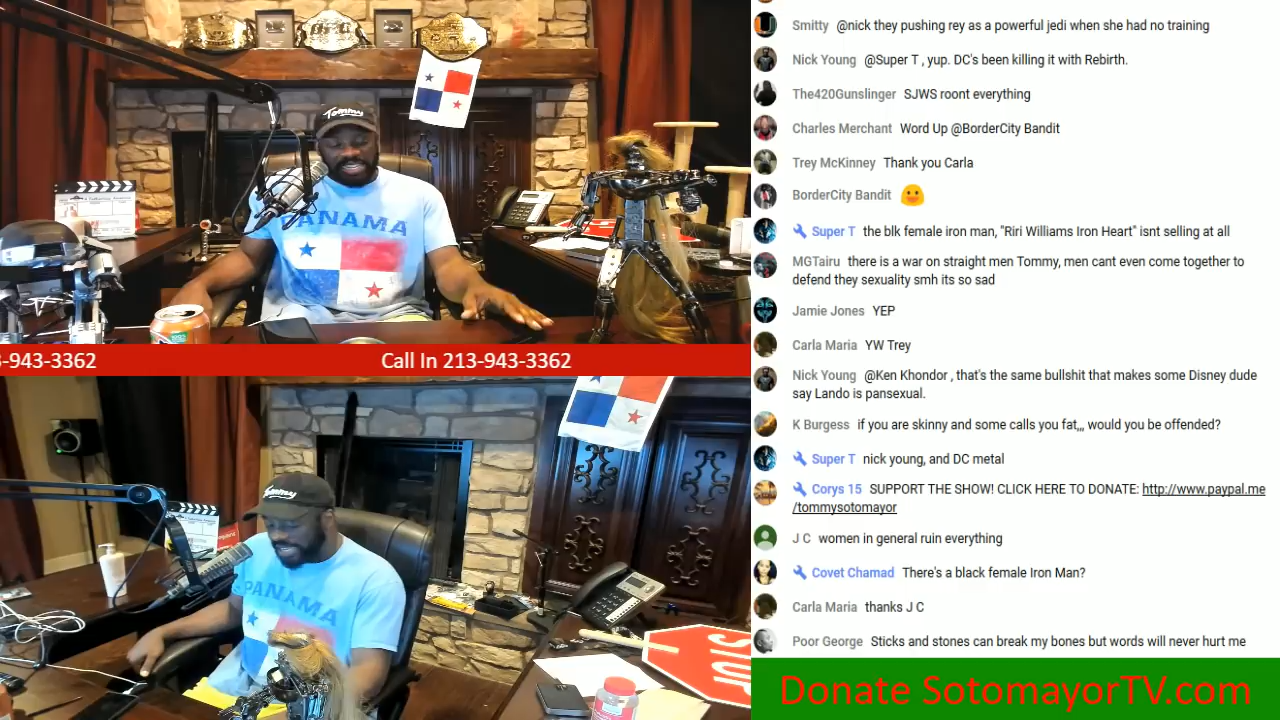 Tommy
PANAMA
-943-3362
Call In 213-943-3362
Tommy
PANAMA
STOP
Smitty @nick they pushing rey as a powerful jedi when she had no training
Nick Young @Super T , yup. DC's been killing it with Rebirth.
The420Gunslinger SJWS roont everything
Charles Merchant Word Up @BorderCity Bandit
Trey McKinney Thank you Carla
BorderCity Bandit
Super T the blk female iron man, "Riri Williams Iron Heart" isnt selling at all
MGTairu there is a war on straight men Tommy, men cant even come together to
defend they sexuality smh its so sad
Jamie Jones YEP
Carla Maria YW Trey
Nick Young @Ken Khondor , that's the same bullshit that makes some Disney dude
say Lando is pansexual.
K Burgess if you are skinny and some calls you fat,,, would you be offended?
Super T nick young, and DC metal
Corys 15 SUPPORT THE SHOW! CLICK HERE TO DONATE: http://www.paypal.me
/tommysotomayor
J C women in general ruin everything
Covet Chamad There's a black female Iron Man?
Carla Maria thanks J C
Poor George Sticks and stones can break my bones but words will never hurt me
Donate SotomayorTV.com